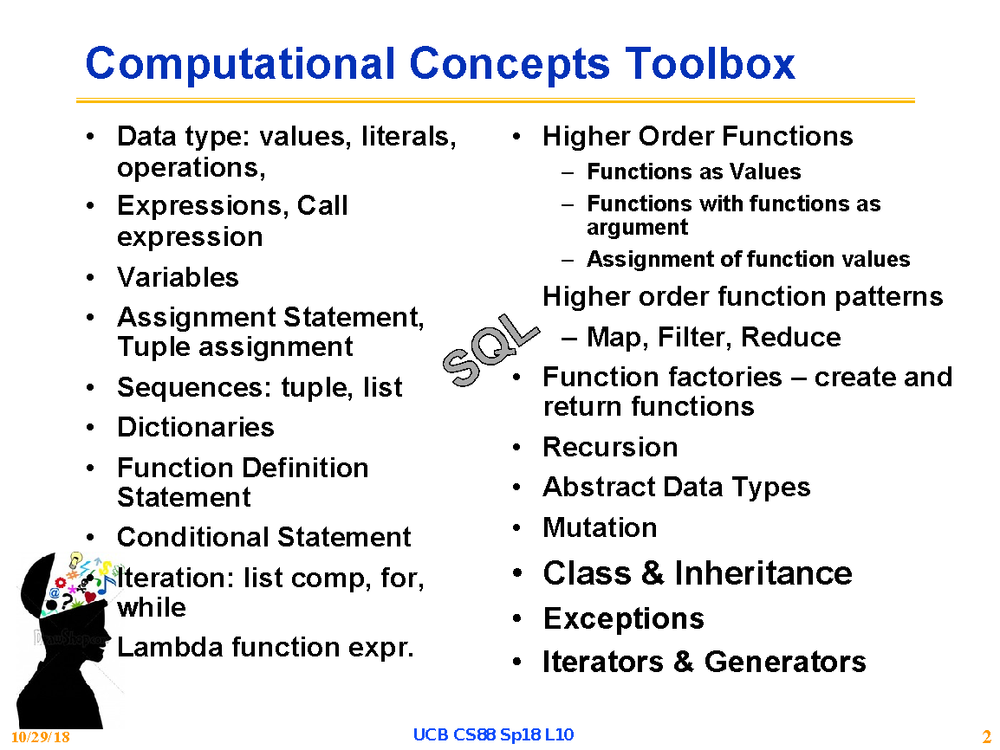 Computational Concepts Toolbox
• Data type: values, literals,
operations,
• Expressions, Call
expression
• Variables
• Assignment Statement,
Tuple assignment
• Sequences: tuple, list
• Dictionaries
• Function Definition
Statement
• Conditional Statement
Iteration: list comp, for,
while
Lambda function expr.
SQL
• Higher Order Functions
– Functions as Values
– Functions with functions as
argument
– Assignment of function values
Higher order function patterns
– Map, Filter, Reduce
• Function factories – create and
return functions
• Recursion
• Abstract Data Types
• Mutation
• Class & Inheritance
• Exceptions
• Iterators & Generators
10/29/18
UCB CS88 Sp18 L10
2